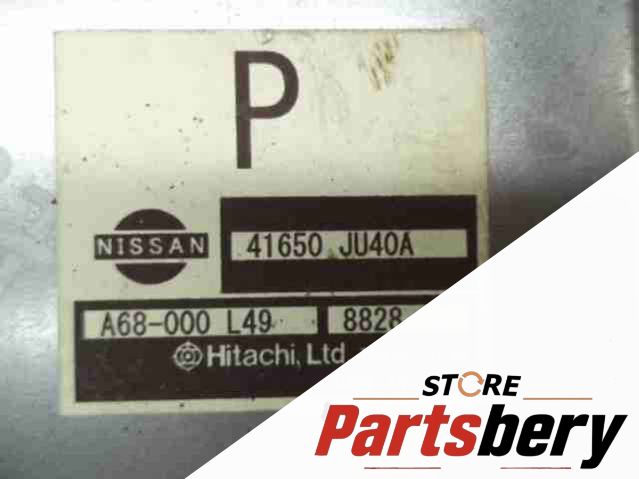 P
NISSAN
41650 JU40A
A68-000 L49
8828
Hitachi, Ltd.
STORE
Partsbery